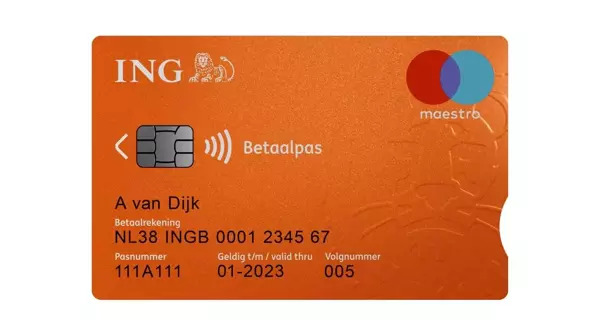 ING
maestro
Betaalpas
A van Dijk
Betaalrekening
NL38 INGB 0001 2345 67
Pasnummer Geldig t/m / valid thru Volgnummer
111A111 01-2023 005